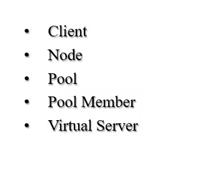 • Client
• Node
• Pool
• Pool Member
• Virtual Server